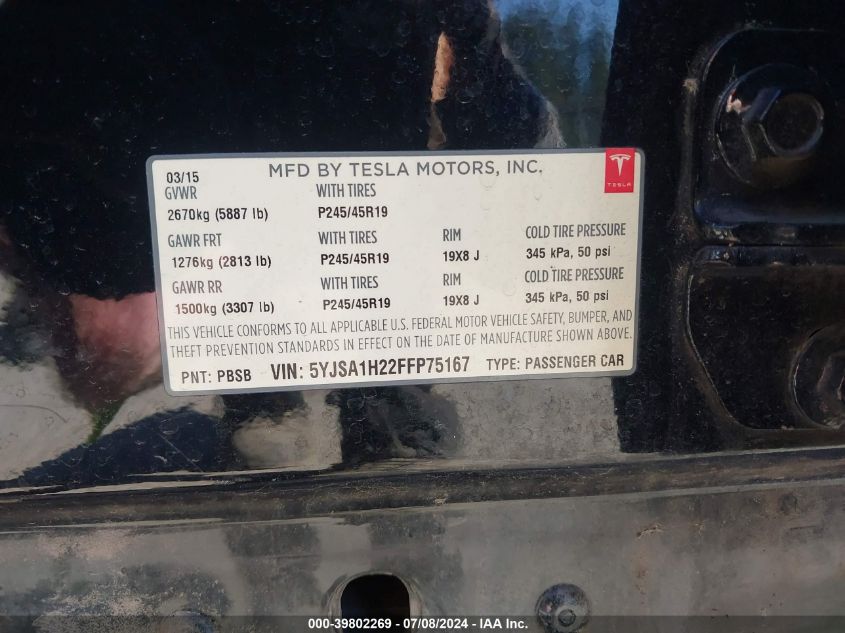 MFD BY TESLA MOTORS, INC.
TESLA
03/15
GVWR WITH TIRES
2670kg (5887 lb) P245/45R19
GAWR FRT WITH TIRES RIM COLD TIRE PRESSURE
1276kg (2813 lb) P245/45R19 19X8 J 345 kPa, 50 psi
GAWR RR WITH TIRES RIM COLD TIRE PRESSURE
1500kg (3307 lb) P245/45R19 19X8 J 345 kPa, 50 psi
THIS VEHICLE CONFORMS TO ALL APPLICABLE U.S. FEDERAL MOTOR VEHICLE SAFETY, BUMPER, AND
THEFT PREVENTION STANDARDS IN EFFECT ON THE DATE OF MANUFACTURE SHOWN ABOVE.
PNT: PBSB VIN: 5YJSA1H22FFP75167 TYPE: PASSENGER CAR
000-39802269 - 07/08/2024 - IAA Inc.